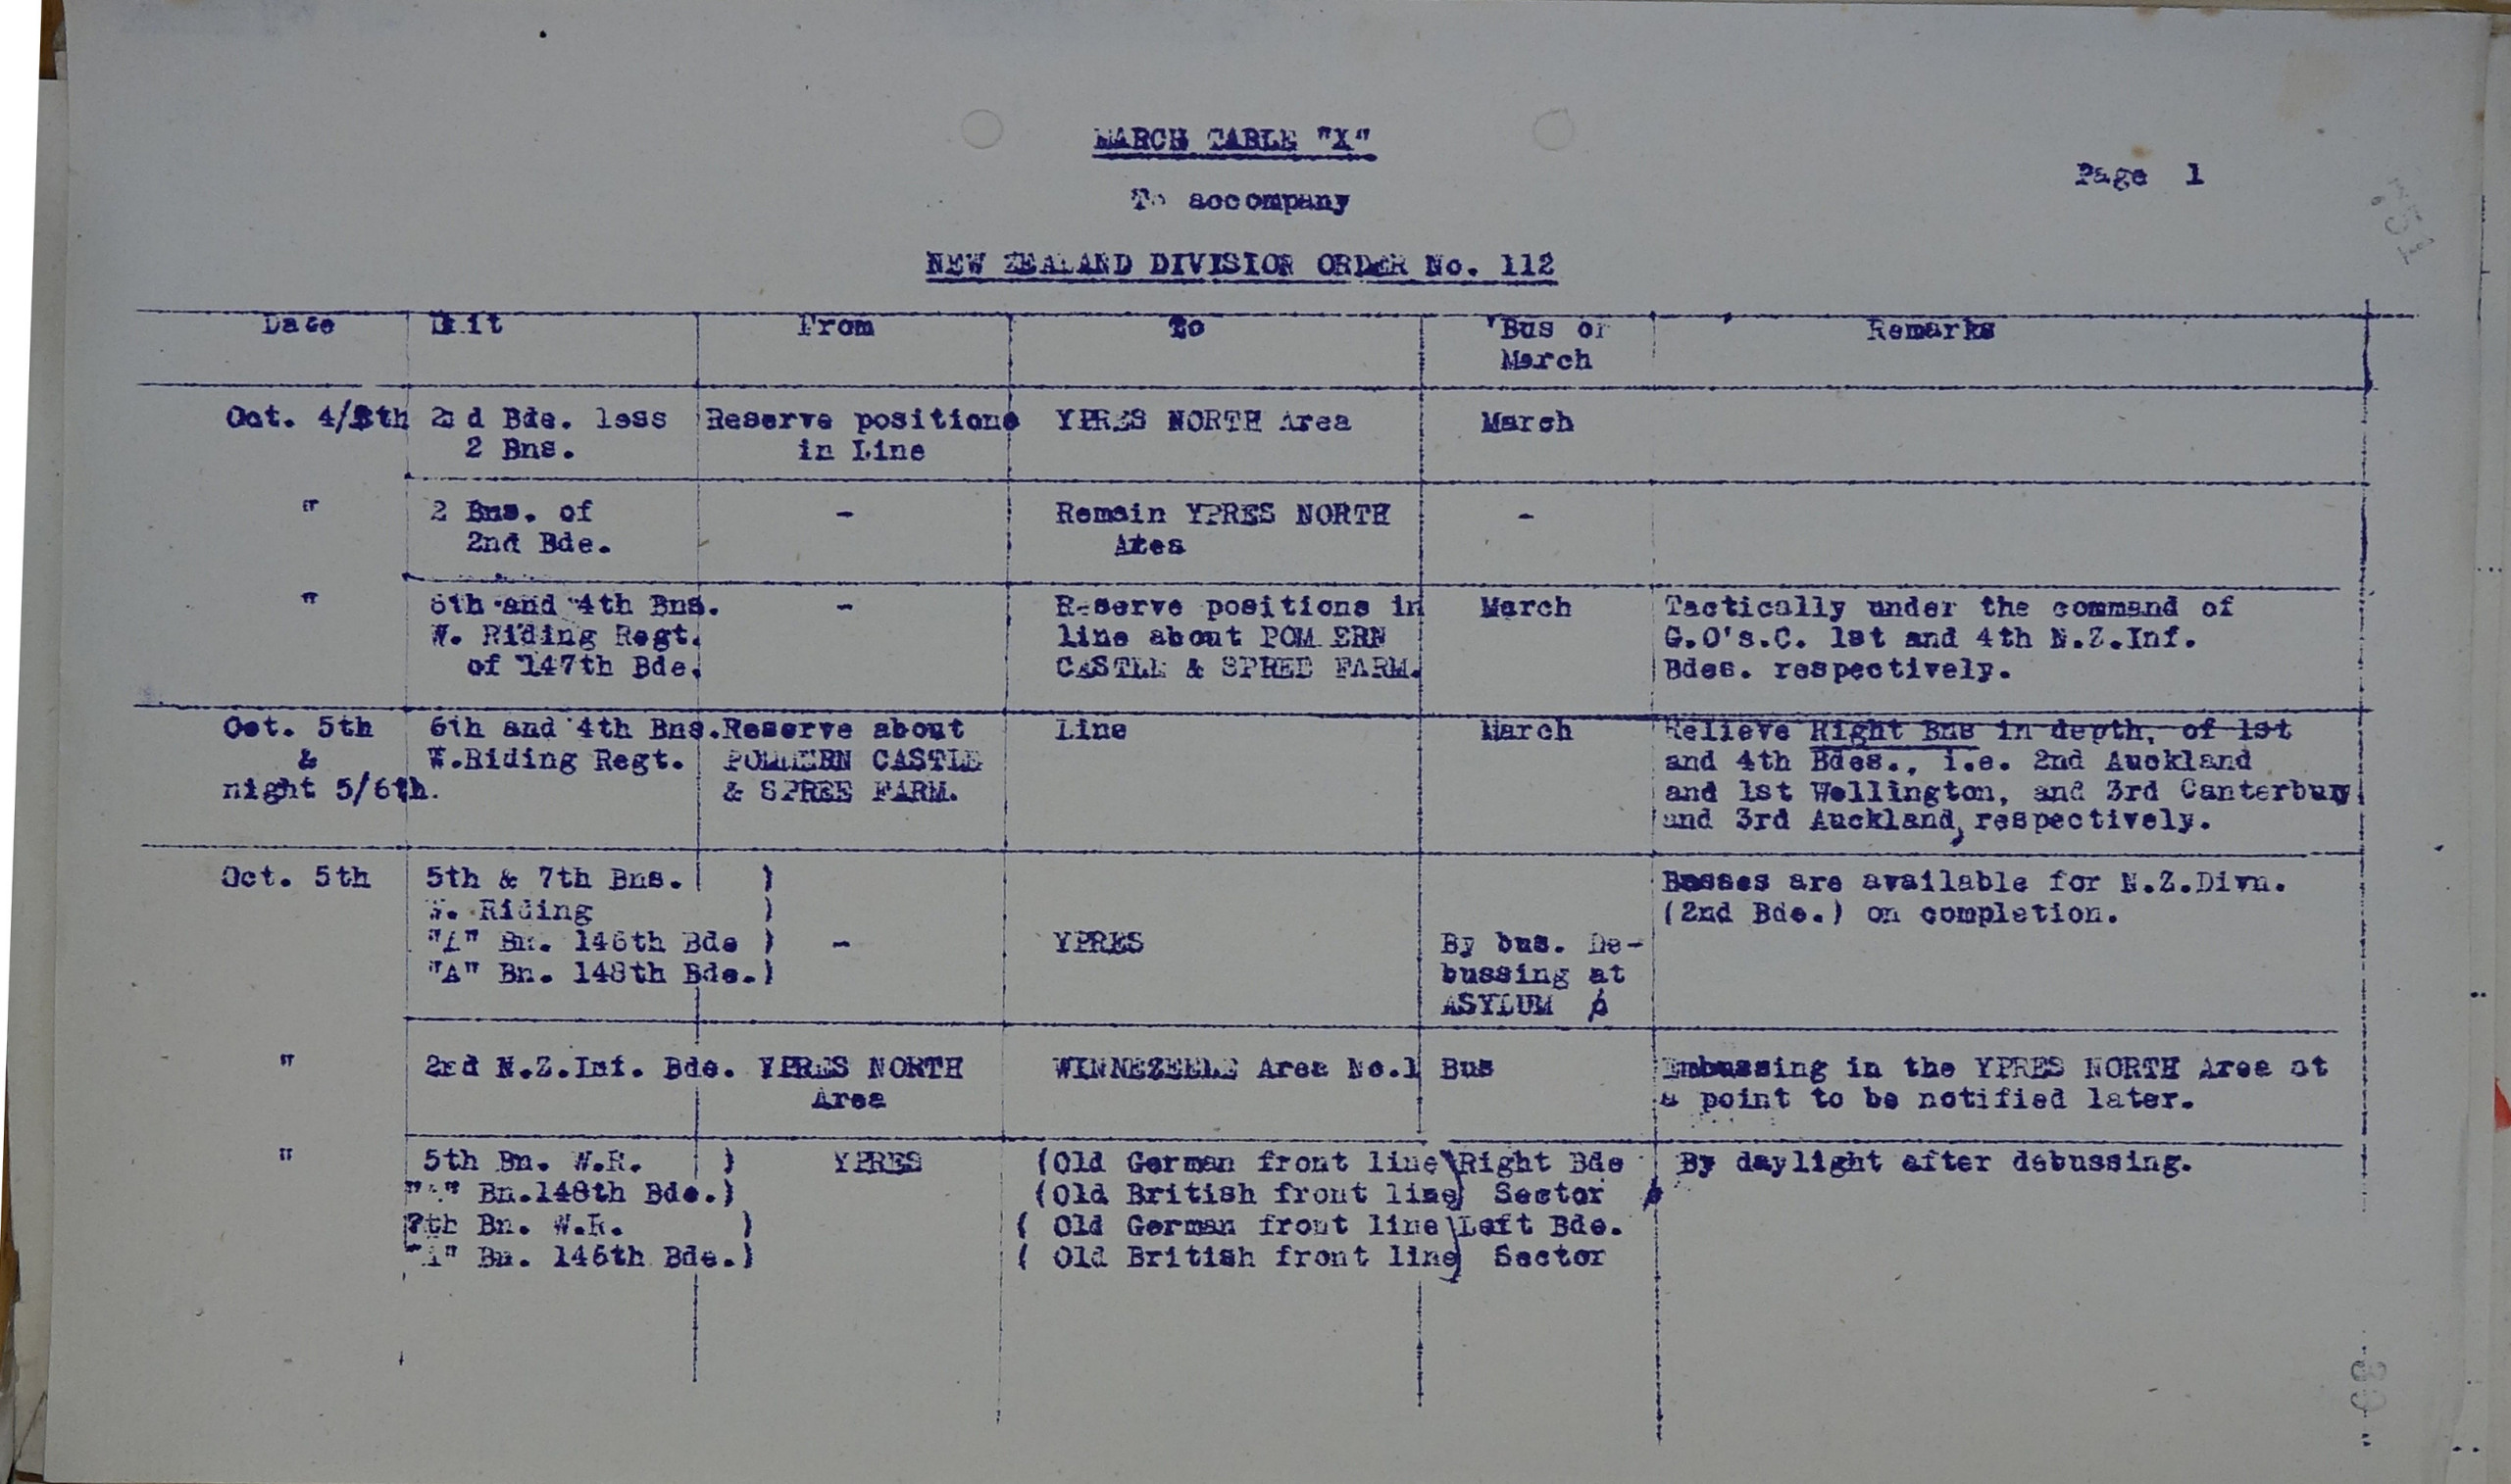 MARCH TABLE "X"
Page 1
To accompany
751
NEW ZEALAND DIVISION ORDER No. 112
Date Unit From To Bus or Remarks
March
Oct. 4/5th 2nd Bde. less Reserve positions YPRES NORTH Area March
2 Bns. in Line
" 2 Bns. of - Remain YPRES NORTH -
2nd Bde. Area
" 6th and 4th Bns. - Reserve positions in March Tactically under the command of
W. Riding Regt. line about POMMERN G.O's.C. 1st and 4th N.Z.Inf.
of 147th Bde. CASTLE & SPREE FARM. Bdes. respectively.
Oct. 5th 6th and 4th Bns. Reserve about Line March Relieve Right Bns in depth, of 1st
& W.Riding Regt. POMMERN CASTLE and 4th Bdes., i.e. 2nd Auckland
night 5/6th. & SPREE FARM. and 1st Wellington, and 3rd Canterbury
and 3rd Auckland, respectively.
Oct. 5th 5th & 7th Bns. ) Busses are available for N.Z.Divn.
W. Riding ) (2nd Bde.) on completion.
"A" Bn. 146th Bde ) - YPRES By bus. De-
"A" Bn. 148th Bde.) bussing at
ASYLUM
" 2nd N.Z.Inf. Bde. YPRES NORTH WINNEZEELE Area No.1 Bus Embussing in the YPRES NORTH Area at
Area a point to be notified later.
" 5th Bn. W.R. ) YPRES (Old German front line) Right Bde By daylight after debussing.
"A" Bn.148th Bde.) (Old British front line) Sector
7th Bn. W.R. ) ( Old German front line) Left Bde.
"A" Bn. 146th Bde.) ( Old British front line) Sector